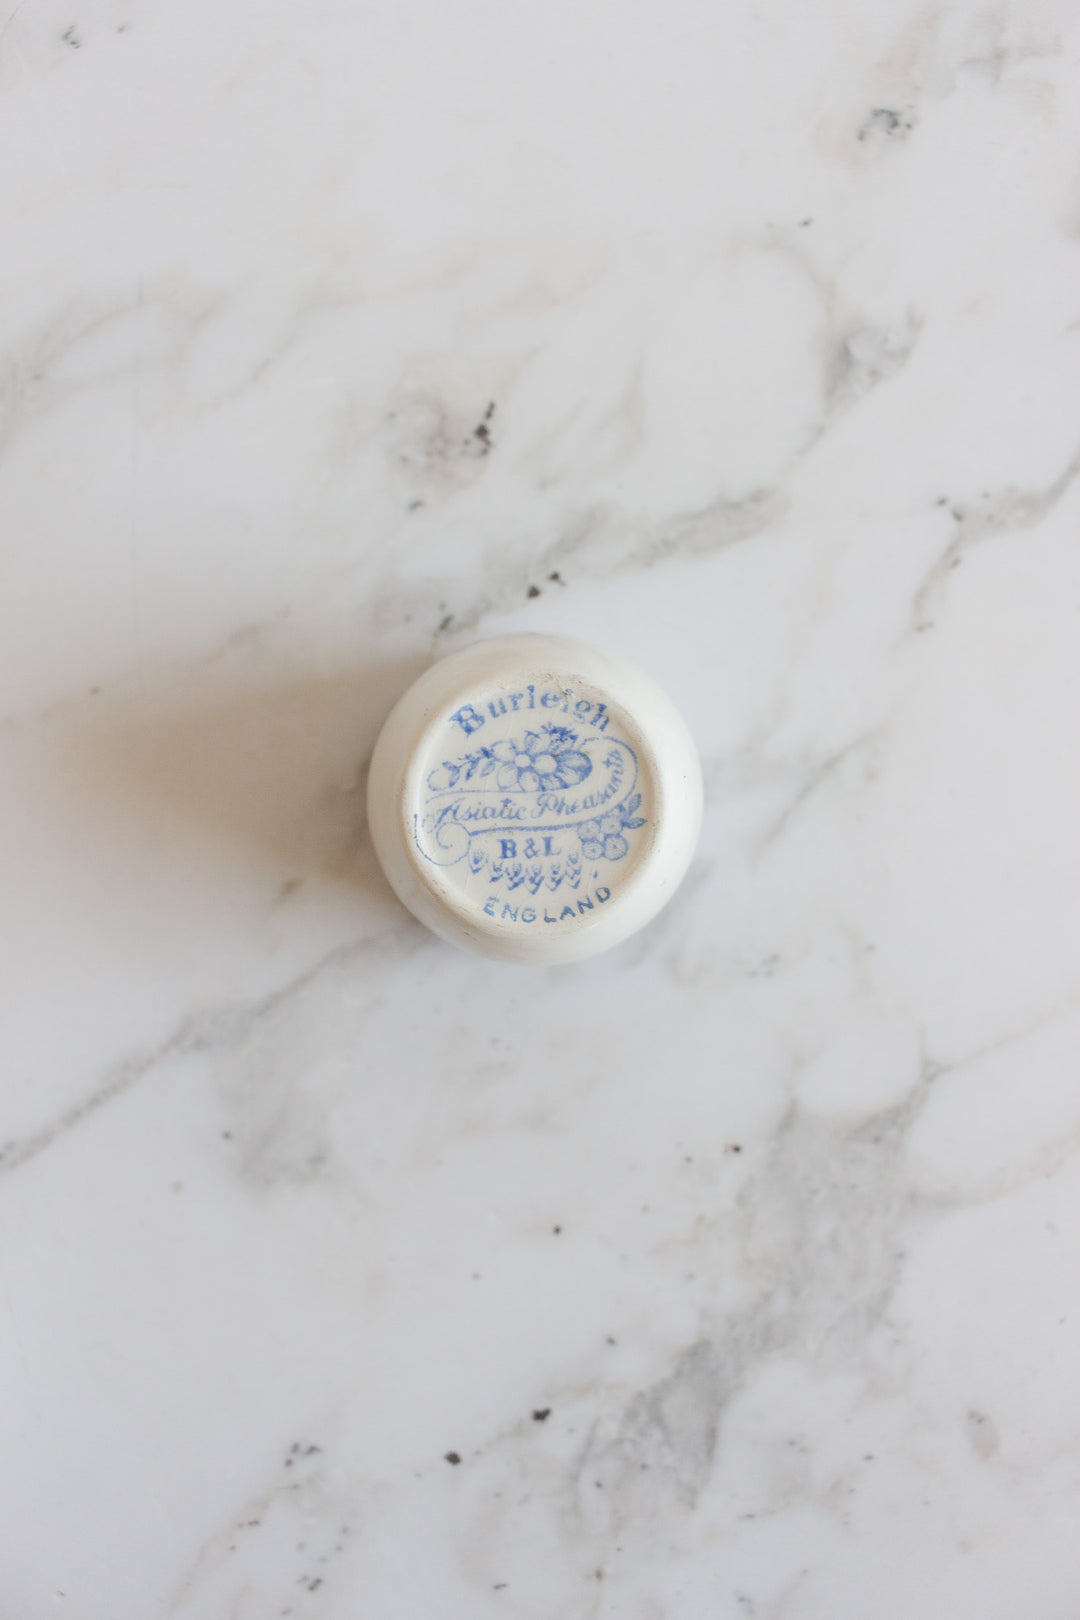 Burleigh
Asiatic Pheasants
B & L
ENGLAND